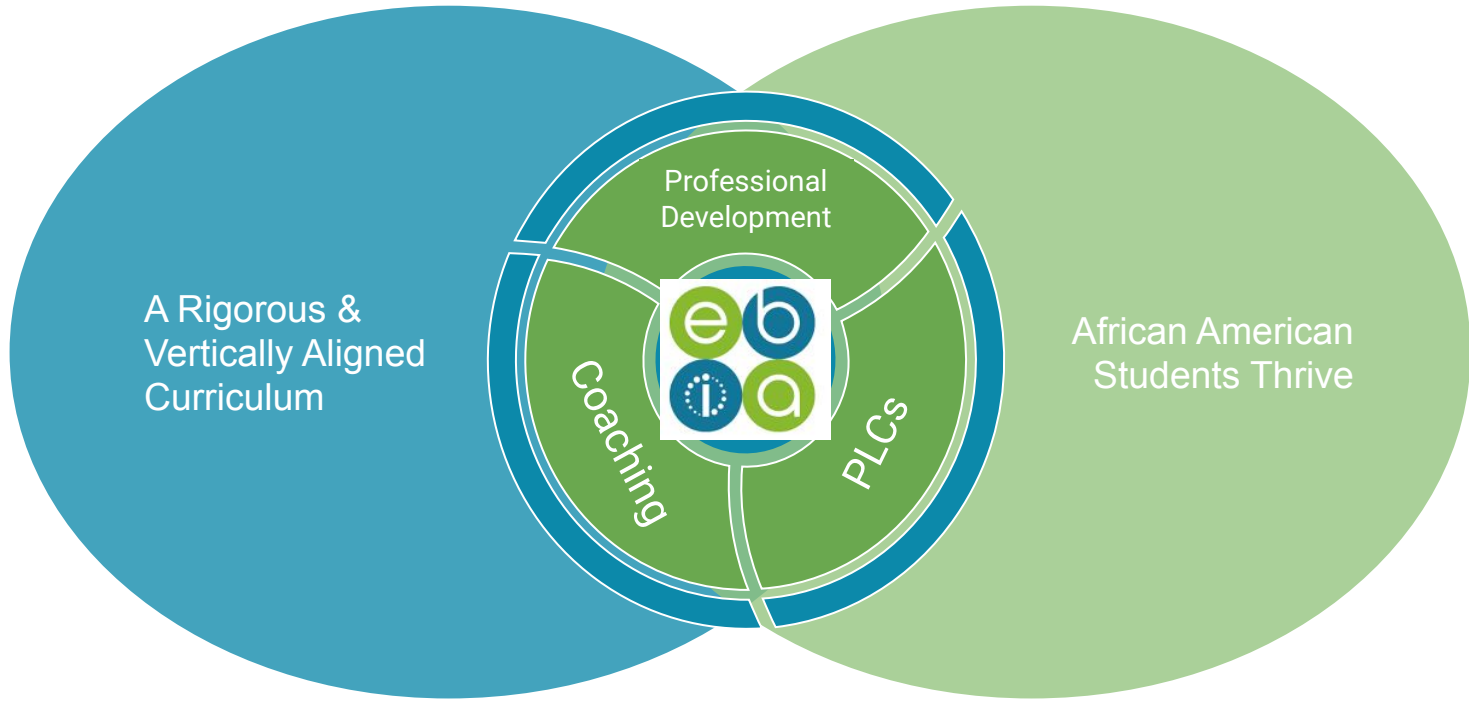 A Rigorous &
Vertically Aligned
Curriculum
Professional
Development
Coaching
PLCs
e b
i a
African American
Students Thrive